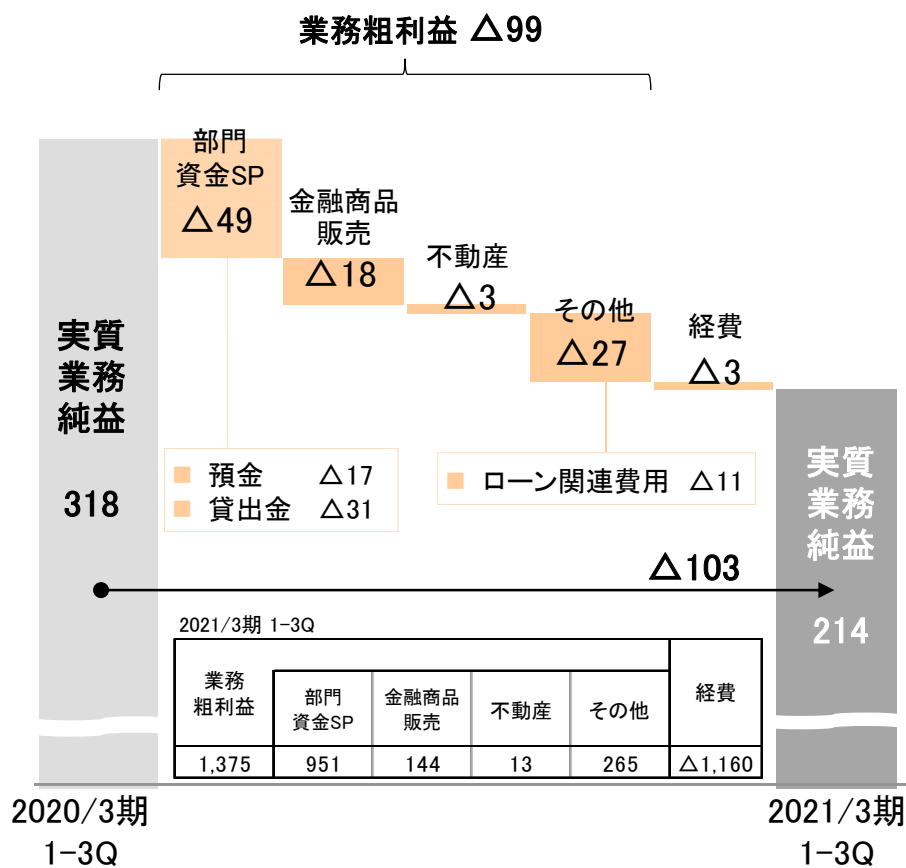 業務粗利益 △99
部門
資金SP
△49
金融商品
販売
△18
不動産
△3
その他
△27
経費
△3
実質
業務
純益
318
■ 預金 △17
■ 貸出金 △31
■ ローン関連費用 △11
実質
業務
純益
214
△103
2021/3期 1-3Q
業務
粗利益
部門
資金SP
金融商品
販売
不動産
その他
経費
1,375 951 144 13 265 △1,160
2020/3期
1-3Q
2021/3期
1-3Q